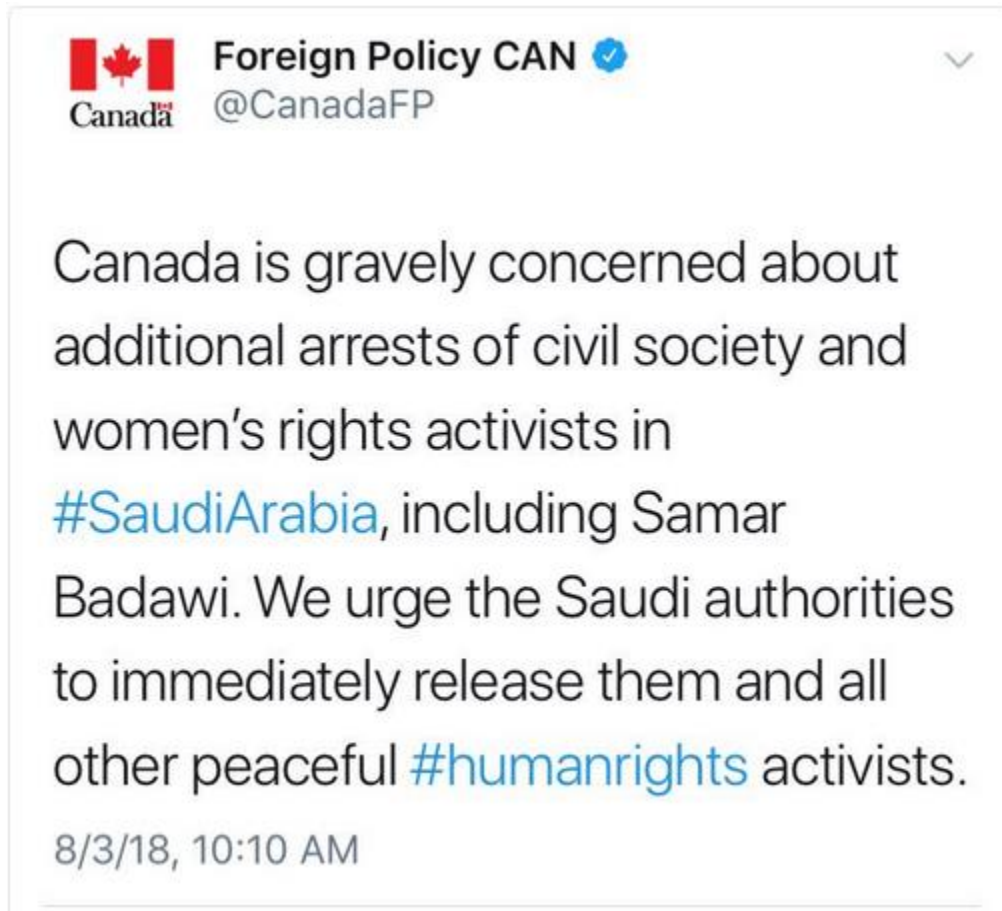 Foreign Policy CAN
Canada
@CanadaFP
Canada is gravely concerned about
additional arrests of civil society and
women's rights activists in
#SaudiArabia, including Samar
Badawi. We urge the Saudi authorities
to immediately release them and all
other peaceful #humanrights activists.
8/3/18, 10:10 AM